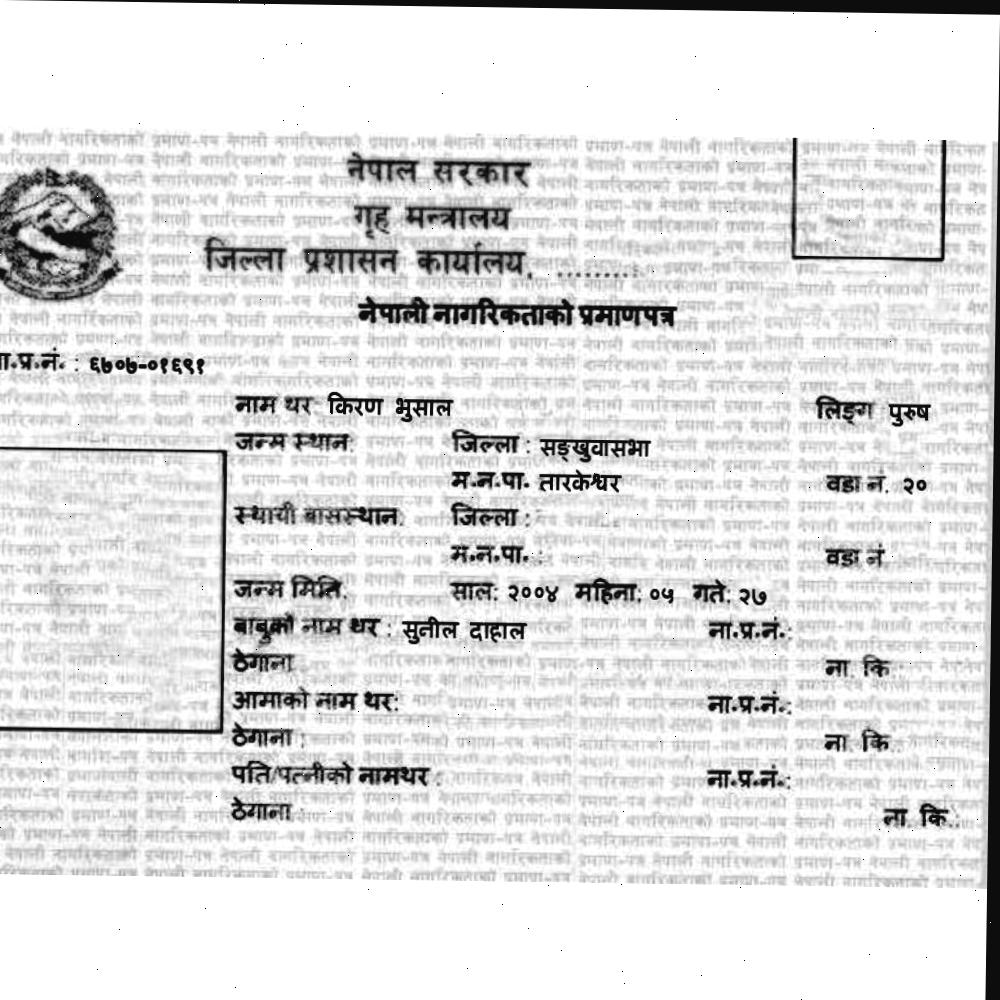 नेपाल सरकार
गृह मन्त्रालय
जिल्ला प्रशासन कार्यालय, .........
नेपाली नागरिकताको प्रमाणपत्र
ना.प्र.नं. : ६७०७-०१६९१
नाम थर किरण भुसाल लिङ्ग पुरुष
जन्म स्थान: जिल्ला : सङ्खुवासभा
म.न.पा. तारकेश्वर वडा नं. २०
स्थायी बासस्थान: जिल्ला :
म.न.पा. : वडा नं
जन्म मिति: साल: २००४ महिना: ०५ गते: २७
बाबुको नाम थर : सुनील दाहाल ना.प्र.नं.:
ठेगाना ना. कि.
आमाको नाम थर: ना.प्र.नं.:
ठेगाना : ना. कि.:
पति/पत्नीको नामथर : ना.प्र.नं.:
ठेगाना ना. कि.: